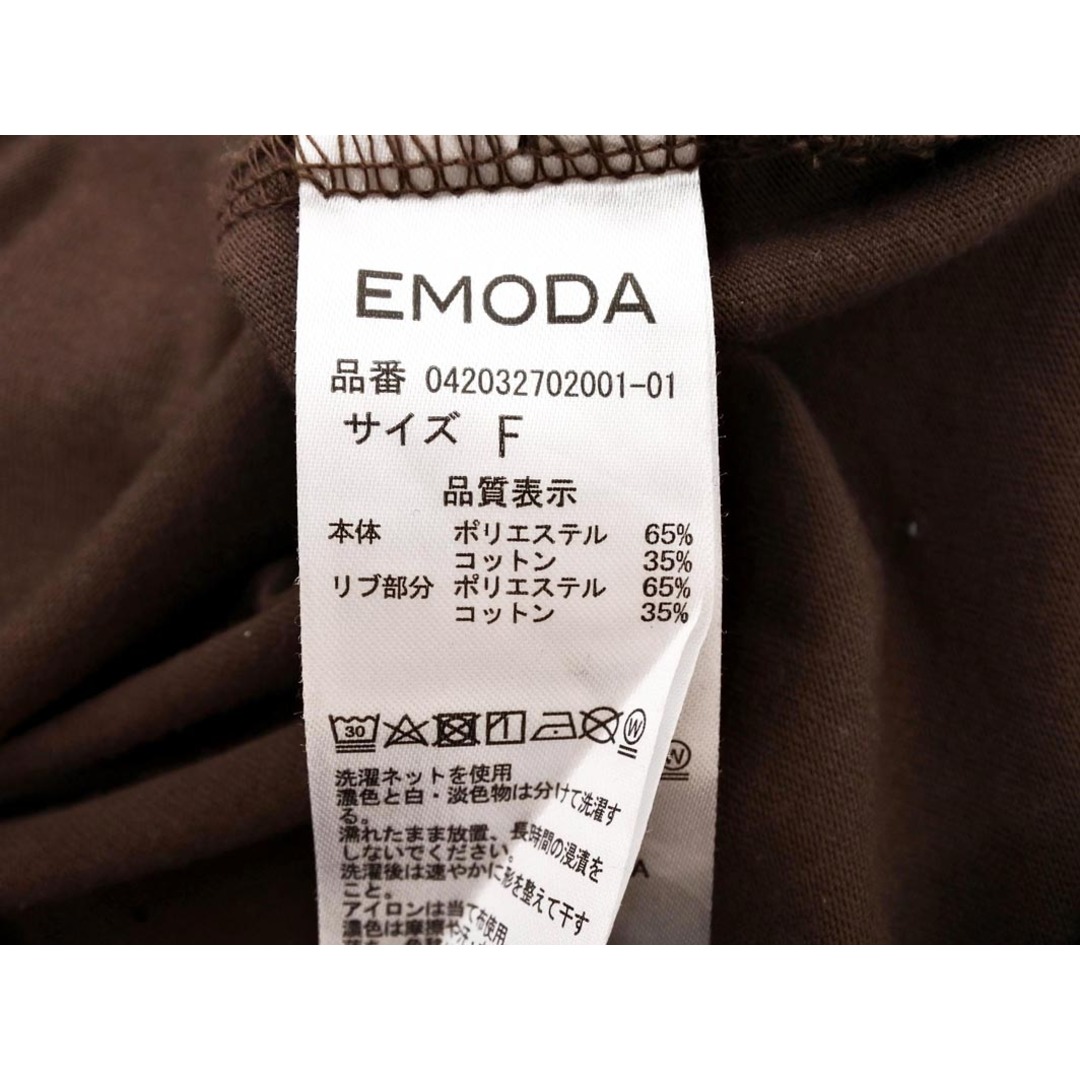 EMODA
品番 042032702001-01
サイズ F
品質表示
本体 ポリエステル 65%
コットン 35%
リブ部分 ポリエステル 65%
コットン 35%
30
W
W
洗濯ネットを使用
濃色と白・淡色物は分けて洗濯す
る。
濡れたまま放置、長時間の浸漬を
しないでください。
洗濯後は速やかに形を整えて干す
こと。
アイロンは当て布使用
濃色は摩擦や
A